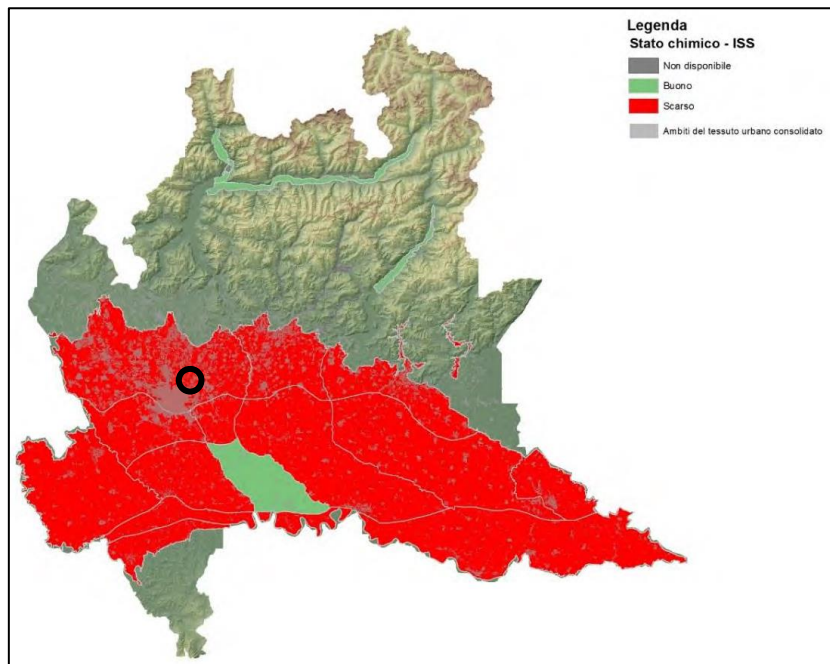 Legenda
Stato chimico - ISS
Non disponibile
Buono
Scarso
Ambiti del tessuto urbano consolidato